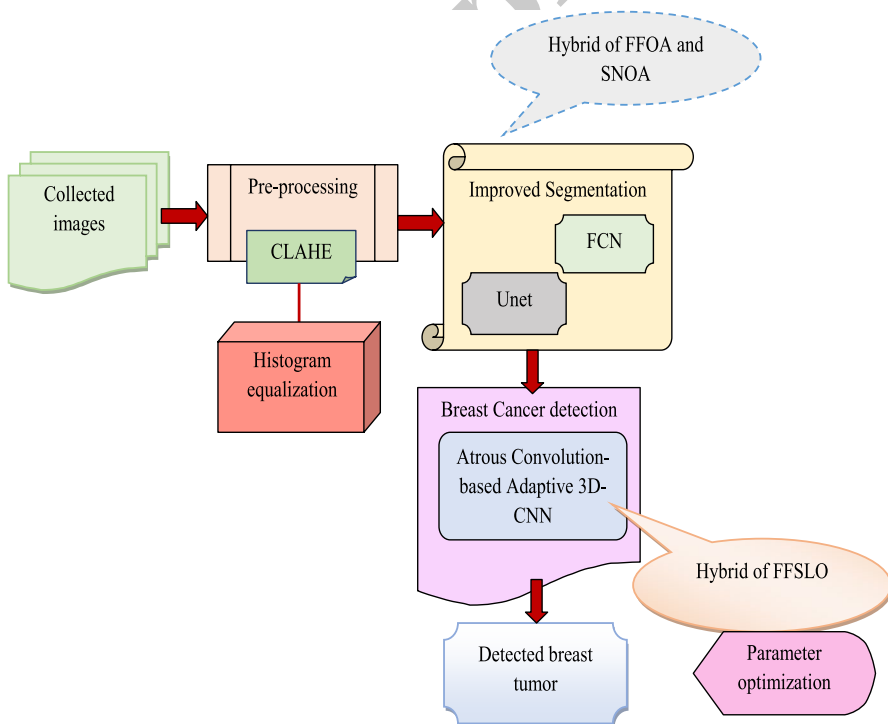 Hybrid of FFOA and
SNOA
Collected
images
Pre-processing
CLAHE
Histogram
equalization
Improved Segmentation
FCN
Unet
Breast Cancer detection
Atrous Convolution-
based Adaptive 3D-
CNN
Hybrid of FFSLO
Detected breast
tumor
Parameter
optimization